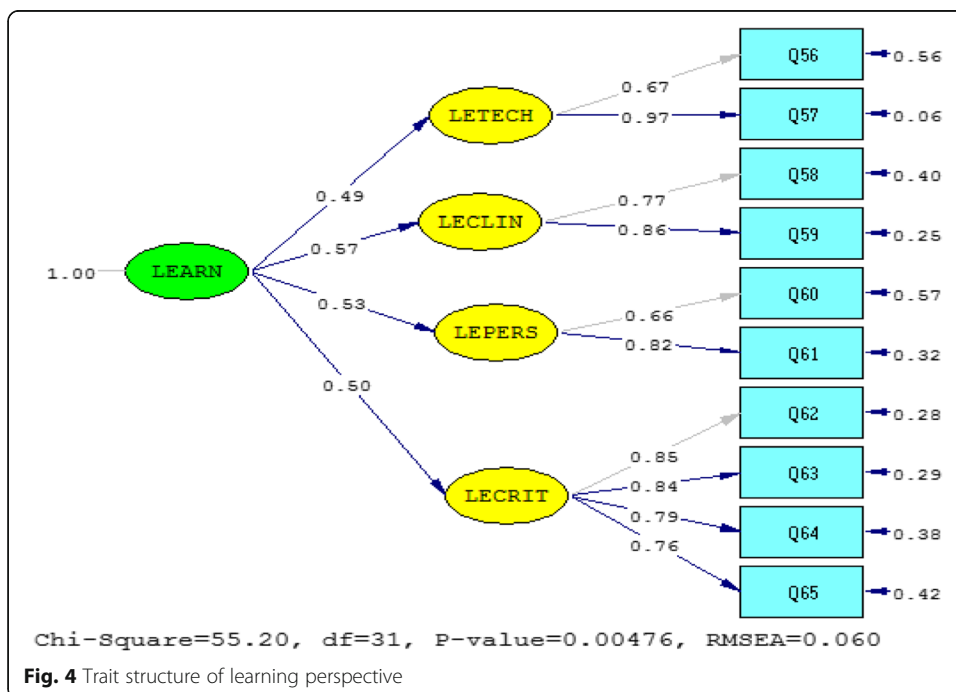 Q56
0.56
0.67
LETECH
0.97
Q57
0.06
0.49
Q58
0.40
0.77
LECLIN
0.57
0.86
Q59
0.25
1.00
LEARN
0.53
Q60
0.57
0.66
LEPERS
0.82
Q61
0.32
0.50
Q62
0.28
0.85
LECRIT
0.84
Q63
0.29
0.79
Q64
0.38
0.76
Q65
0.42
Chi-Square=55.20, df=31, P-value=0.00476, RMSEA=0.060
Fig. 4 Trait structure of learning perspective